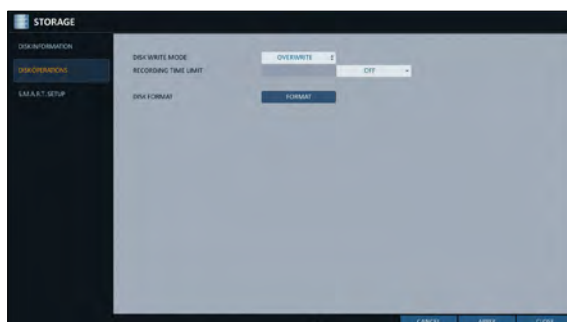 STORAGE
DISK INFORMATION
DISK OPERATIONS
S.M.A.R.T. SETUP
DISK WRITE MODE OVERWRITE
RECORDING TIME LIMIT OFF
DISK FORMAT FORMAT
CANCEL APPLY CLOSE